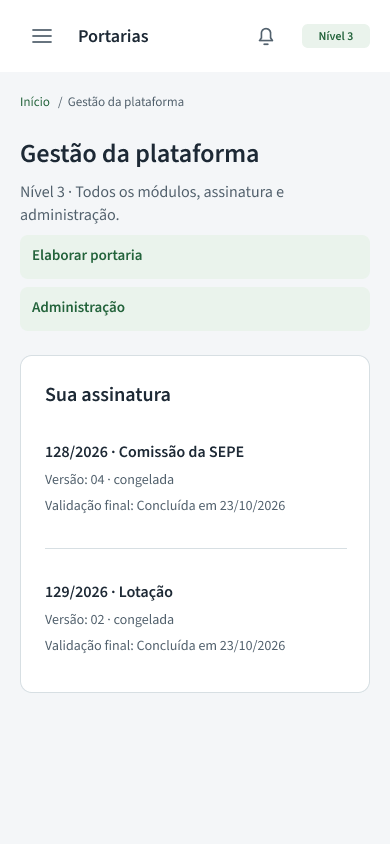 Portarias
Nível 3
Início / Gestão da plataforma
Gestão da plataforma
Nível 3 · Todos os módulos, assinatura e
administração.
Elaborar portaria
Administração
Sua assinatura
128/2026 · Comissão da SEPE
Versão: 04 · congelada
Validação final: Concluída em 23/10/2026
129/2026 · Lotação
Versão: 02 · congelada
Validação final: Concluída em 23/10/2026